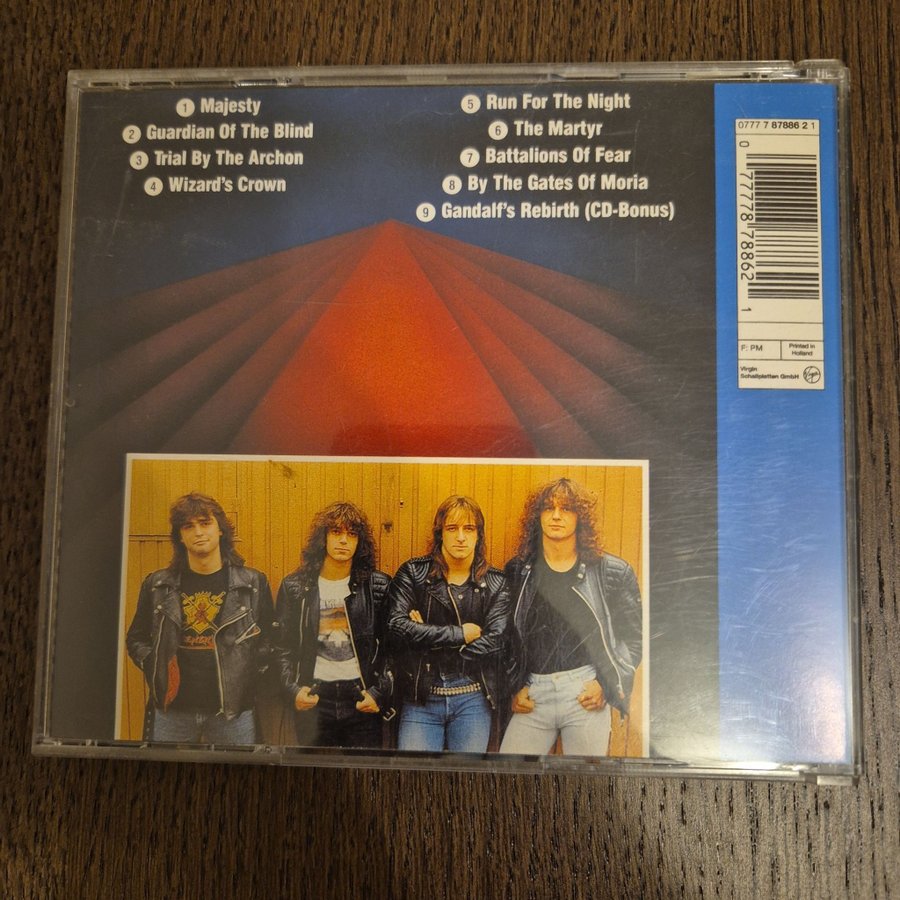 1 Majesty
2 Guardian Of The Blind
3 Trial By The Archon
4 Wizard's Crown
5 Run For The Night
6 The Martyr
7 Battalions Of Fear
8 By The Gates Of Moria
9 Gandalf's Rebirth (CD-Bonus)
0777 7 87886 2 1
0 77778 78862 1
F: PM
Printed in
Holland
Virgin
Schallplatten GmbH
Virgin